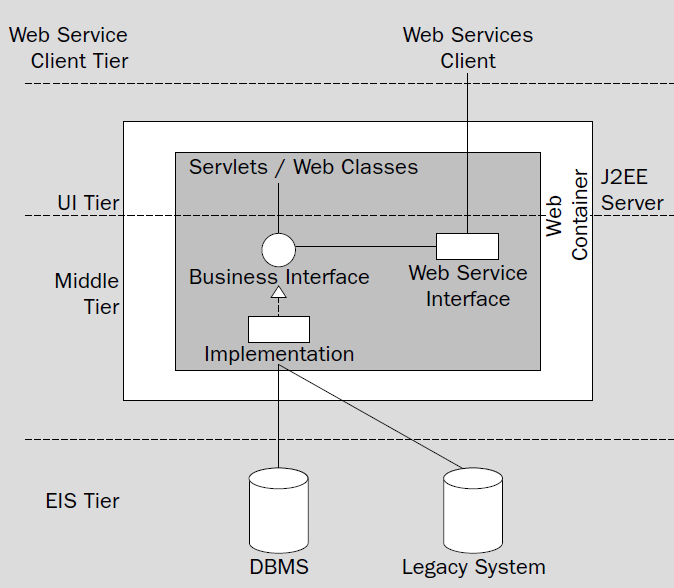 Web Service
Client Tier
Web Services
Client
Servlets / Web Classes
UI Tier
Web
Container
J2EE
Server
Business Interface
Web Service
Interface
Middle
Tier
Implementation
EIS Tier
DBMS
Legacy System